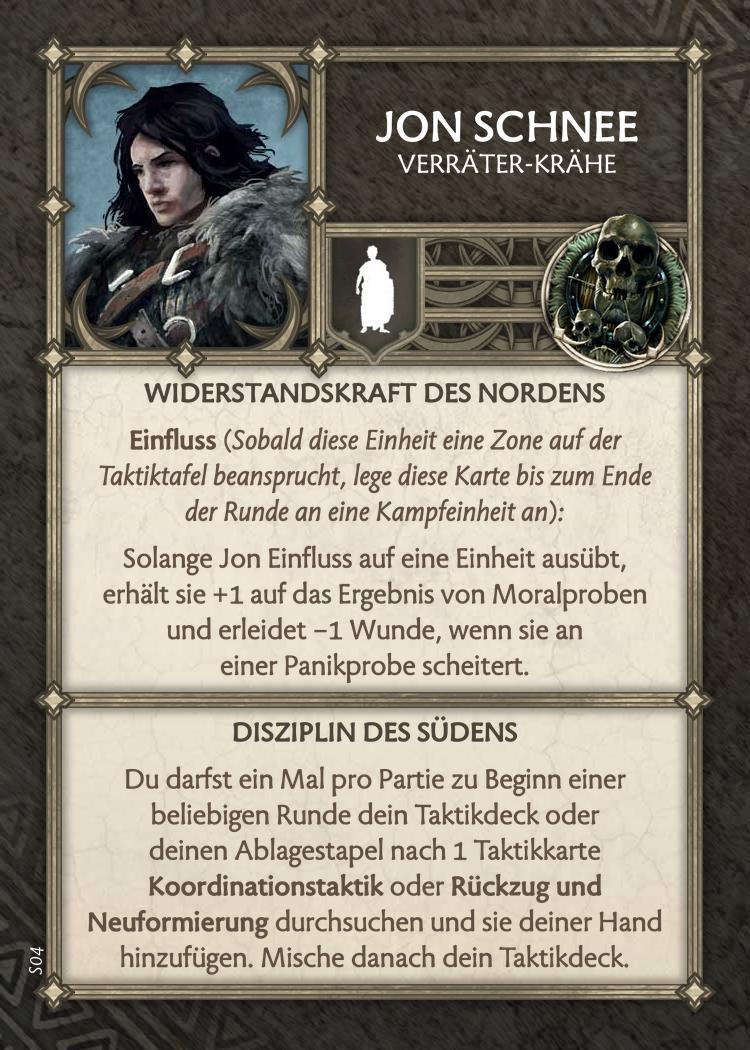 JON SCHNEE
VERRÄTER-KRÄHE
WIDERSTANDSKRAFT DES NORDENS
Einfluss (Sobald diese Einheit eine Zone auf der
Taktiktafel beansprucht, lege diese Karte bis zum Ende
der Runde an eine Kampfeinheit an):
Solange Jon Einfluss auf eine Einheit ausübt,
erhält sie +1 auf das Ergebnis von Moralproben
und erleidet −1 Wunde, wenn sie an
einer Panikprobe scheitert.
DISZIPLIN DES SÜDENS
Du darfst ein Mal pro Partie zu Beginn einer
beliebigen Runde dein Taktikdeck oder
deinen Ablagestapel nach 1 Taktikkarte
Koordinationstaktik oder Rückzug und
Neuformierung durchsuchen und sie deiner Hand
hinzufügen. Mische danach dein Taktikdeck.
S04